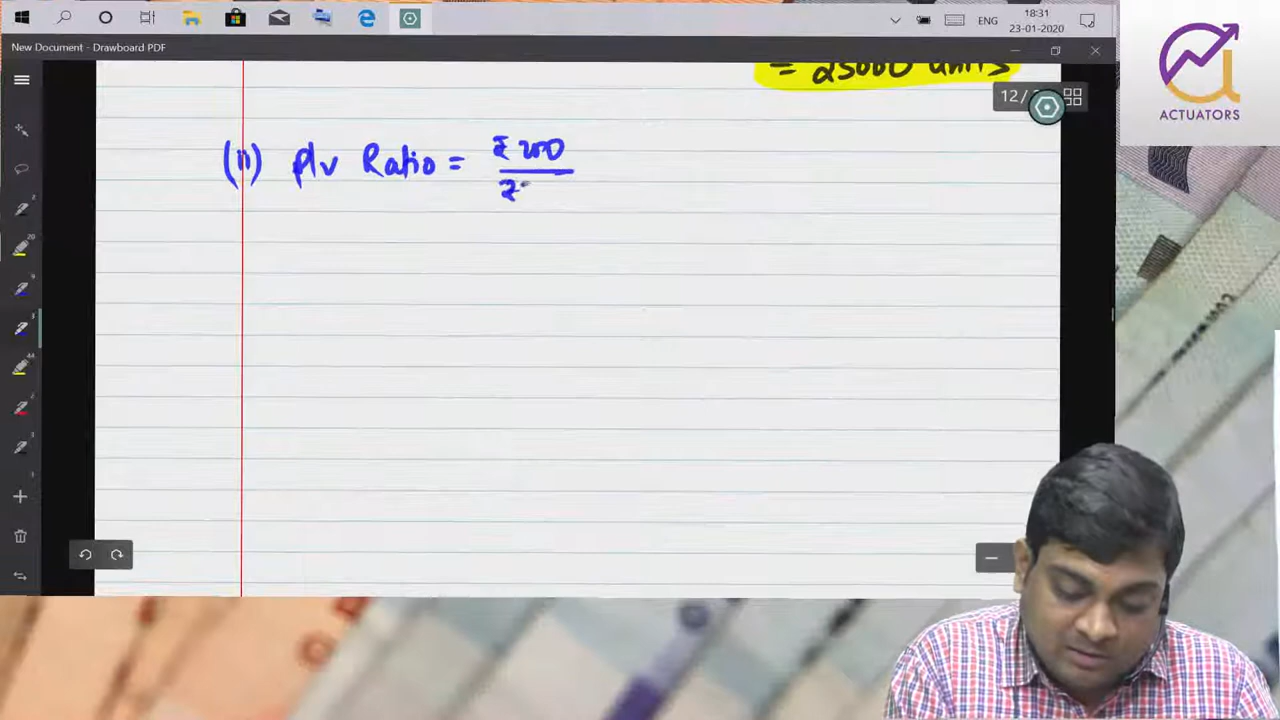 18:31
ENG
23-01-2020
New Document - Drawboard PDF
= 25000 units
12 /
ACTUATORS
(ii) P/v Ratio = ₹ 200
₹